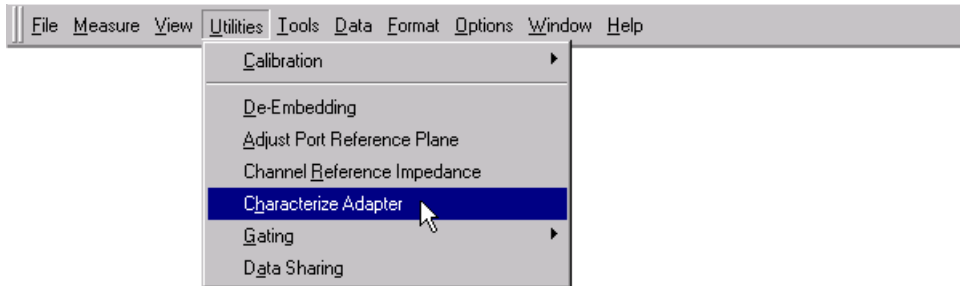 File Measure View Utilities Tools Data Format Options Window Help
Calibration
De-Embedding
Adjust Port Reference Plane
Channel Reference Impedance
Characterize Adapter
Gating
Data Sharing